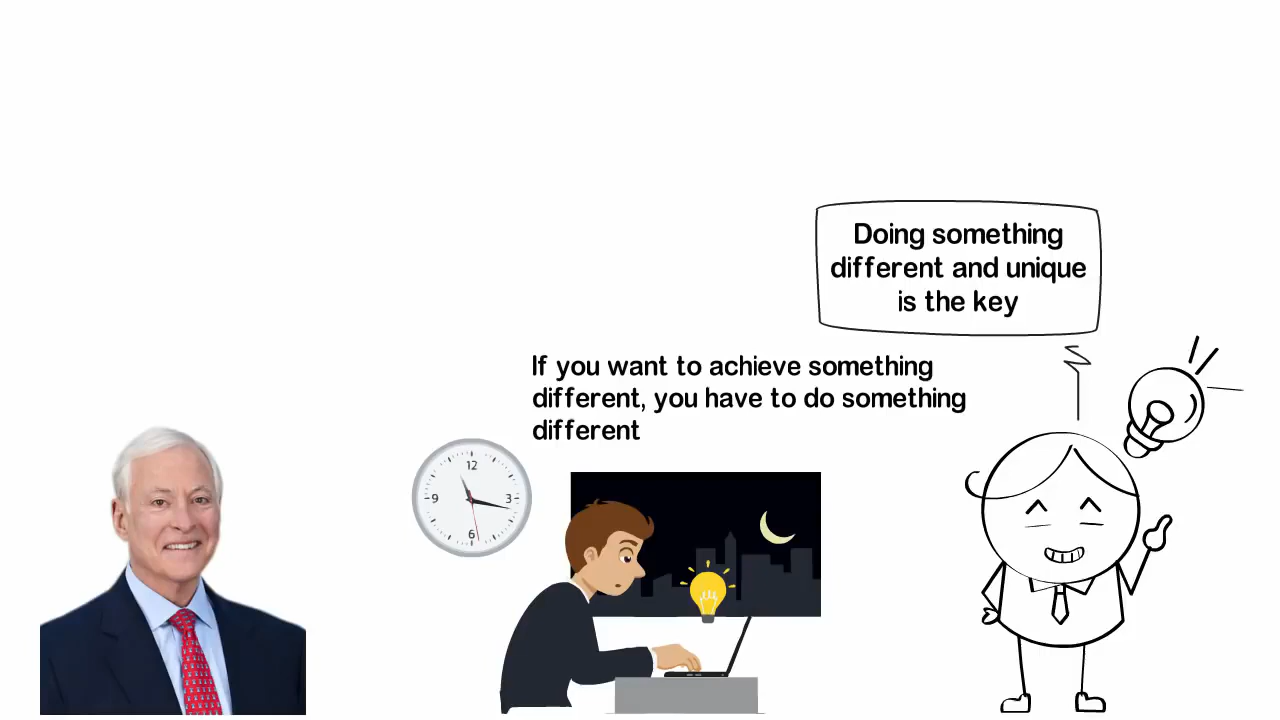 Doing something
different and unique
is the key
If you want to achieve something
different, you have to do something
different
12
9
3
6